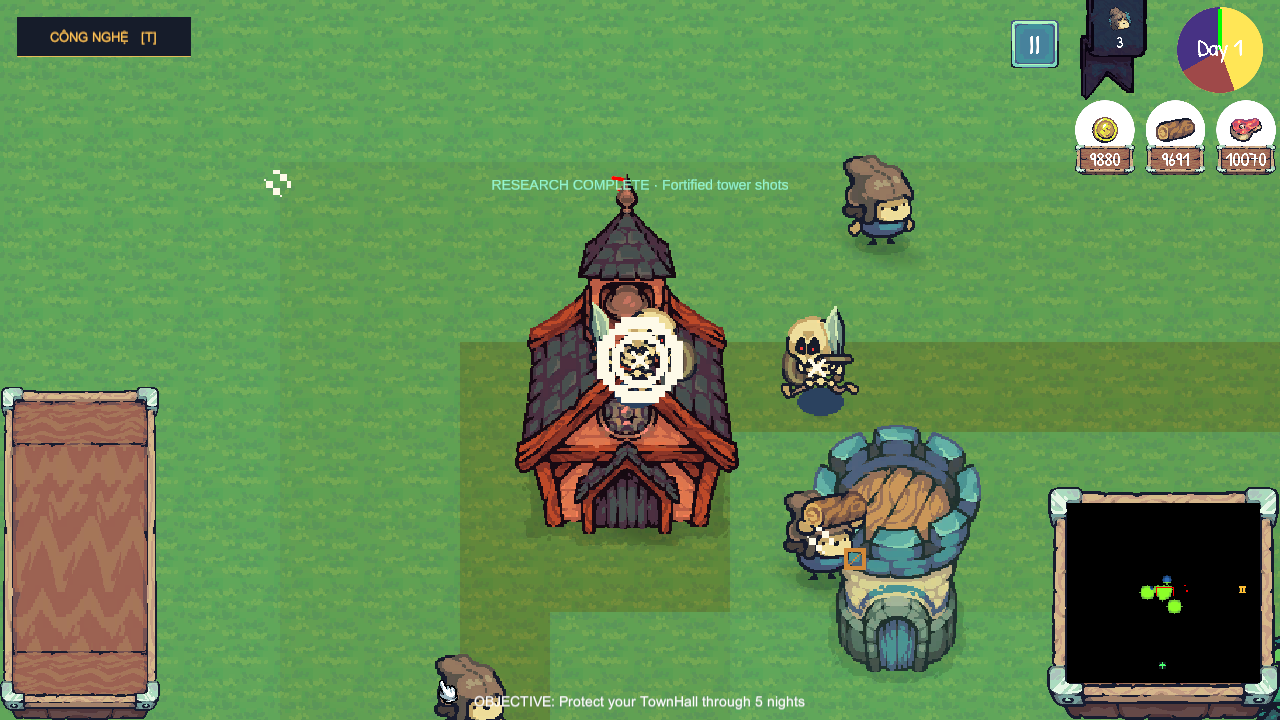 CÔNG NGHỆ [T]
3
Day 1
9880
9691
10070
RESEARCH COMPLETE · Fortified tower shots
OBJECTIVE: Protect your TownHall through 5 nights